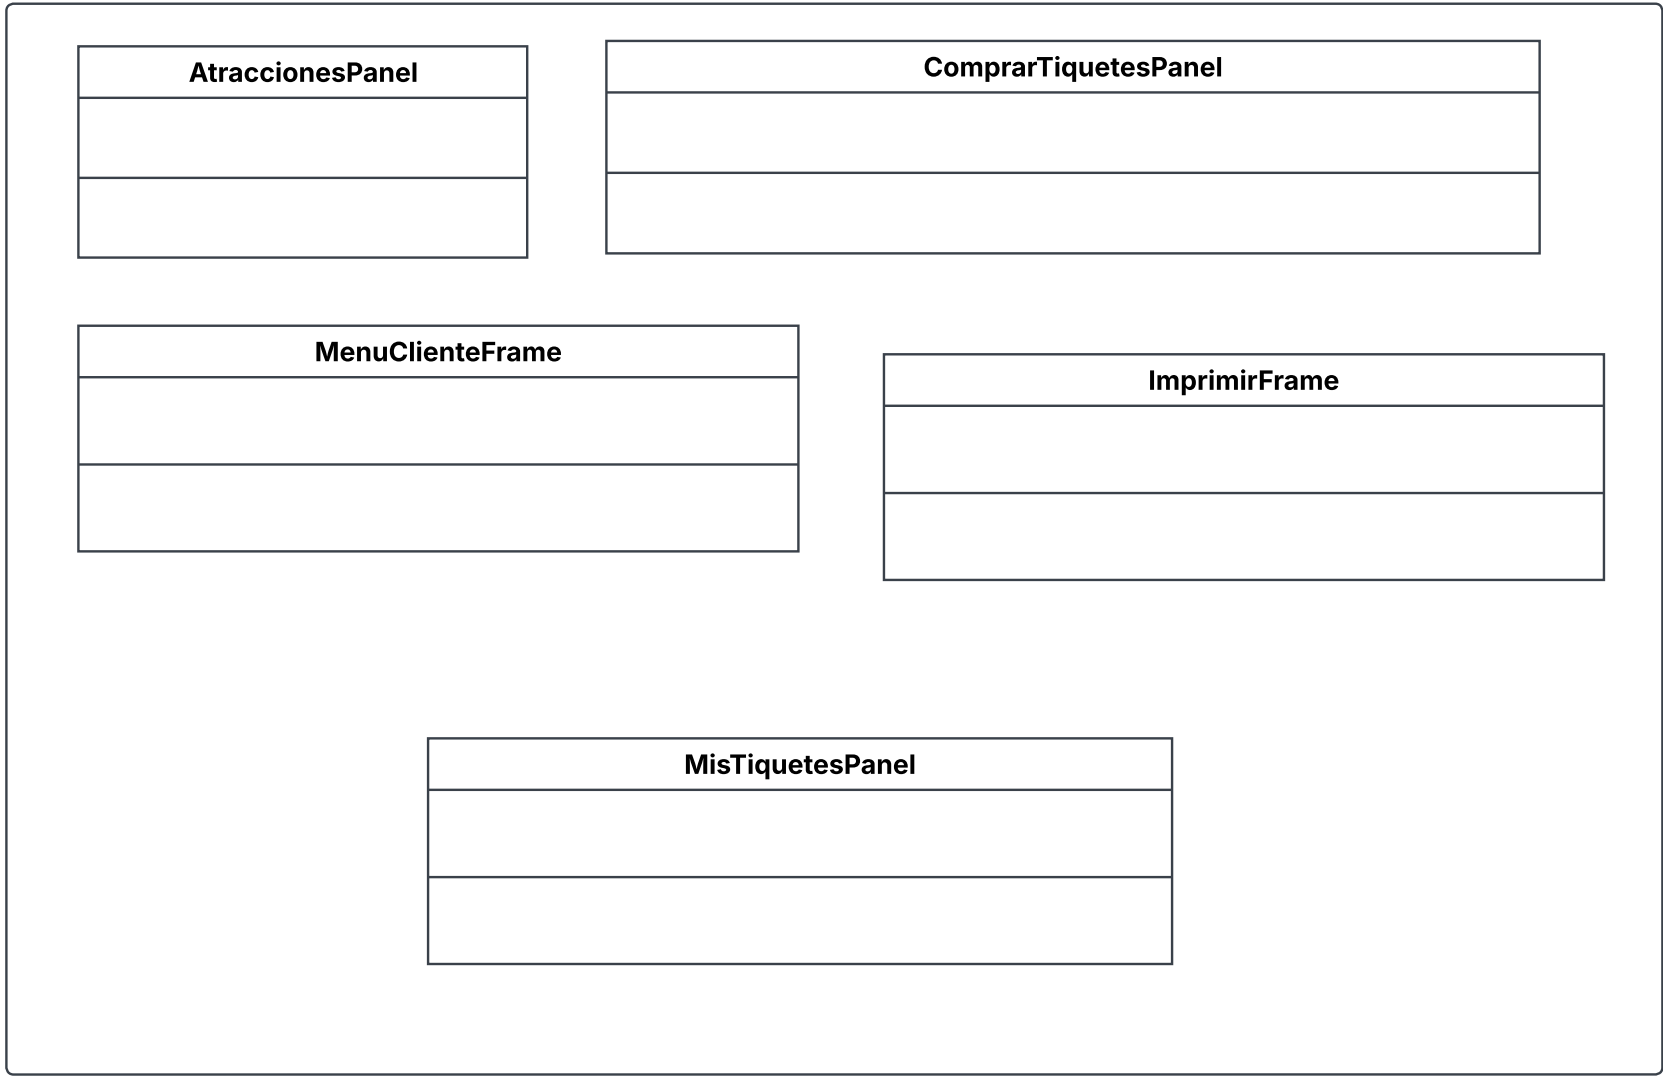 AtraccionesPanel
ComprarTiquetesPanel
MenuClienteFrame
ImprimirFrame
MisTiquetesPanel